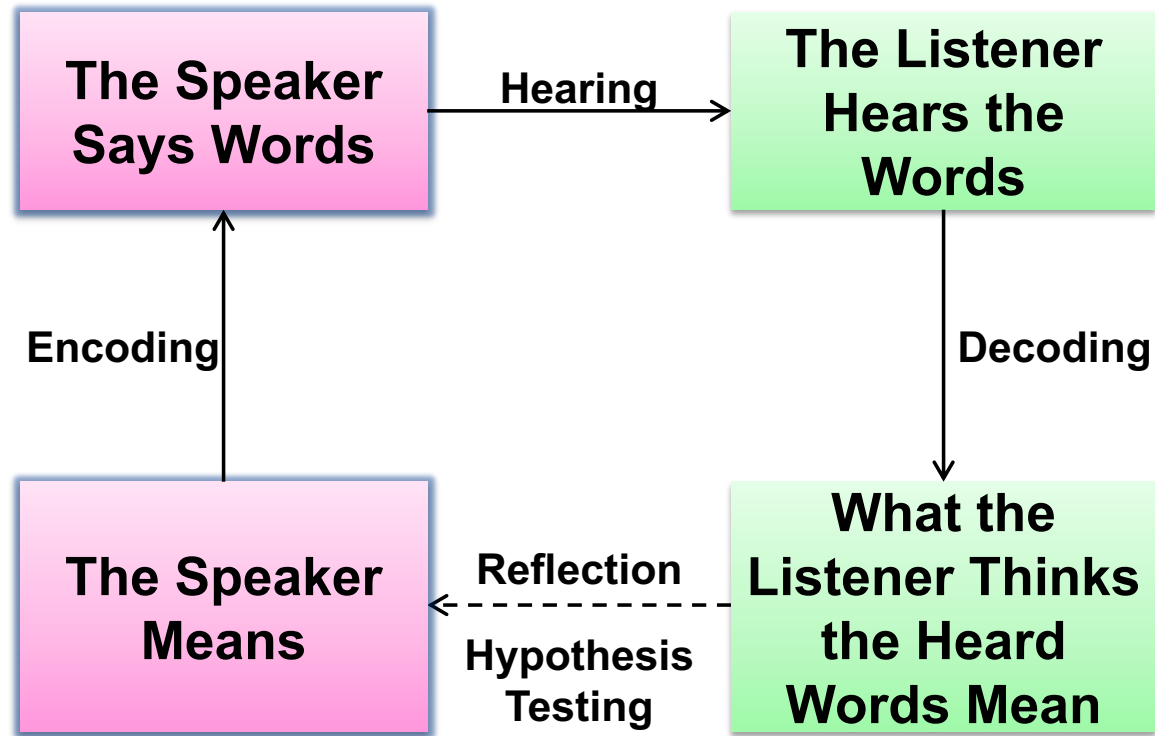 The Speaker
Says Words
Hearing
The Listener
Hears the
Words
Encoding
Decoding
The Speaker
Means
Reflection
Hypothesis
Testing
What the
Listener Thinks
the Heard
Words Mean